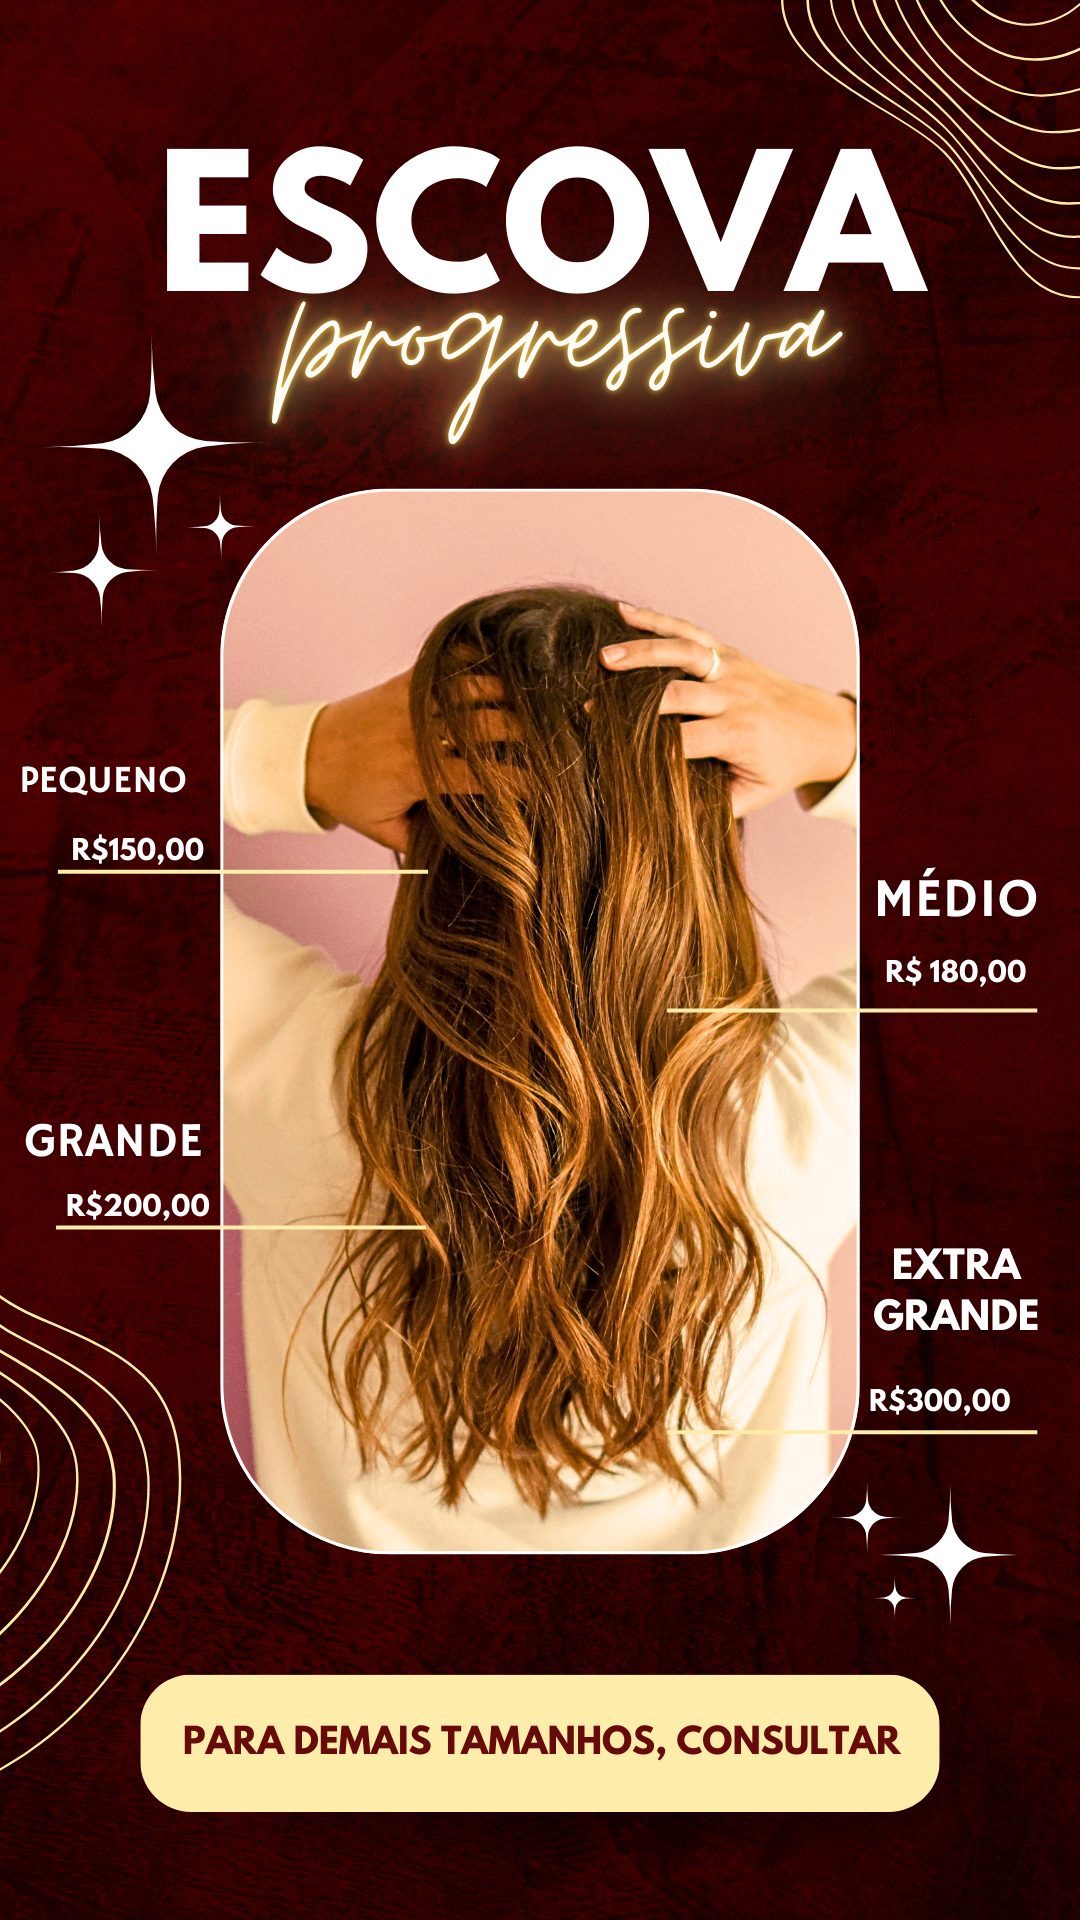 ESCOVA
progressiva
PEQUENO
R$150,00
MÉDIO
R$ 180,00
GRANDE
R$200,00
EXTRA
GRANDE
R$300,00
PARA DEMAIS TAMANHOS, CONSULTAR